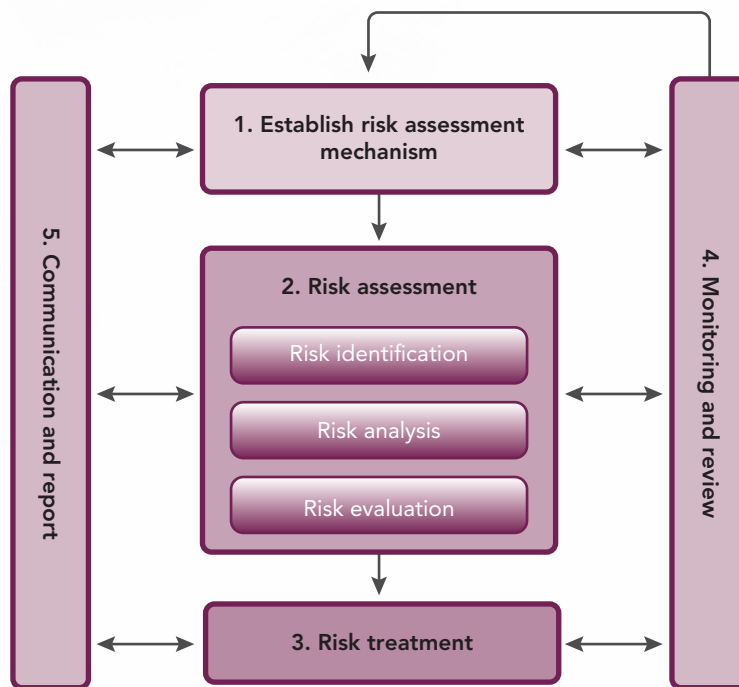 1. Establish risk assessment
mechanism
2. Risk assessment
Risk identification
Risk analysis
Risk evaluation
3. Risk treatment
4. Monitoring and review
5. Communication and report